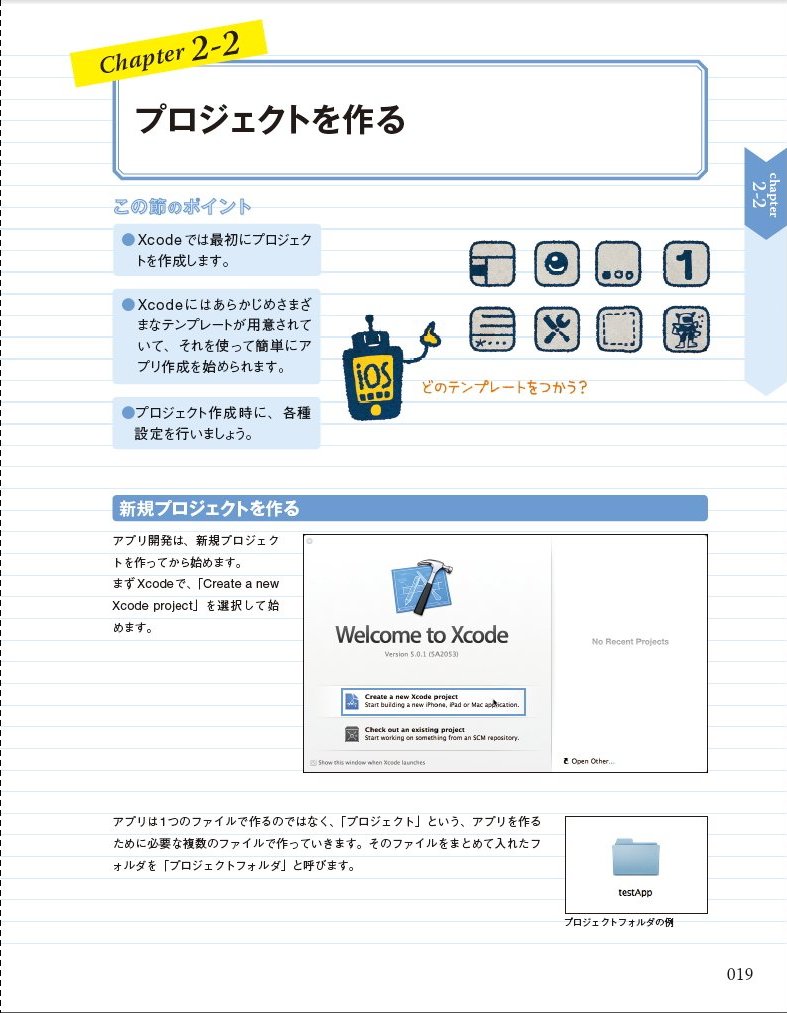 Chapter 2-2
プロジェクトを作る
chapter
2-2
この節のポイント
●Xcodeでは最初にプロジェク
トを作成します。
●Xcodeにはあらかじめさまざ
まなテンプレートが用意されて
いて、それを使って簡単にア
プリ作成を始められます。
●プロジェクト作成時に、各種
設定を行いましょう。
1
iOS
どのテンプレートをつかう?
新規プロジェクトを作る
アプリ開発は、新規プロジェク
トを作ってから始めます。
まずXcodeで、「Create a new
Xcode project」を選択して始
めます。
Welcome to Xcode
Version 5.0.1 (5A2053)
Create a new Xcode project
Start building a new iPhone, iPad or Mac application.
Check out an existing project
Start working on something from an SCM repository.
Show this window when Xcode launches
No Recent Projects
Open Other...
アプリは1つのファイルで作るのではなく、「プロジェクト」という、アプリを作る
ために必要な複数のファイルで作っていきます。そのファイルをまとめて入れたフ
ォルダを「プロジェクトフォルダ」と呼びます。
testApp
プロジェクトフォルダの例
019